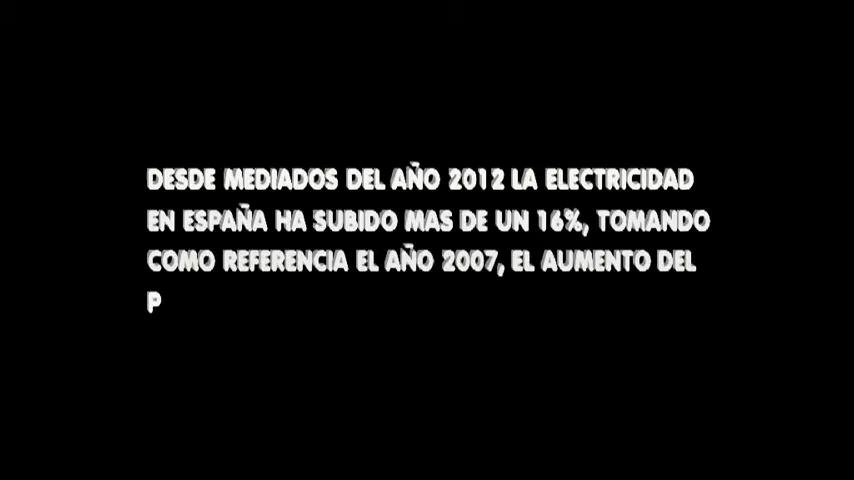 DESDE MEDIADOS DEL AÑO 2012 LA ELECTRICIDAD
EN ESPAÑA HA SUBIDO MAS DE UN 16%, TOMANDO
COMO REFERENCIA EL AÑO 2007, EL AUMENTO DEL
P